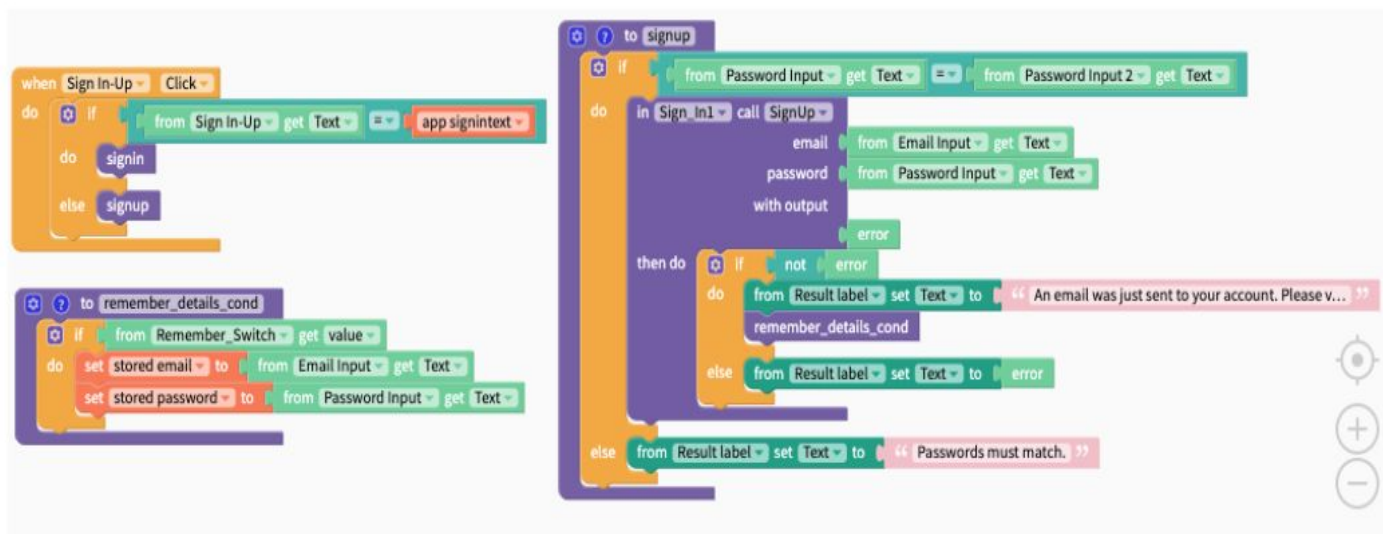 when Sign In-Up Click
do if from Sign In-Up get Text = app signintext
do signin
else signup
to remember_details_cond
if from Remember_Switch get value
do set stored email to from Email Input get Text
set stored password to from Password Input get Text
? to signup
if from Password Input get Text = from Password Input 2 get Text
do in Sign_In1 call SignUp
email from Email Input get Text
password from Password Input get Text
with output
error
then do if not error
do from Result label set Text to “ An email was just sent to your account. Please v... ”
remember_details_cond
else from Result label set Text to error
else from Result label set Text to “ Passwords must match. ”